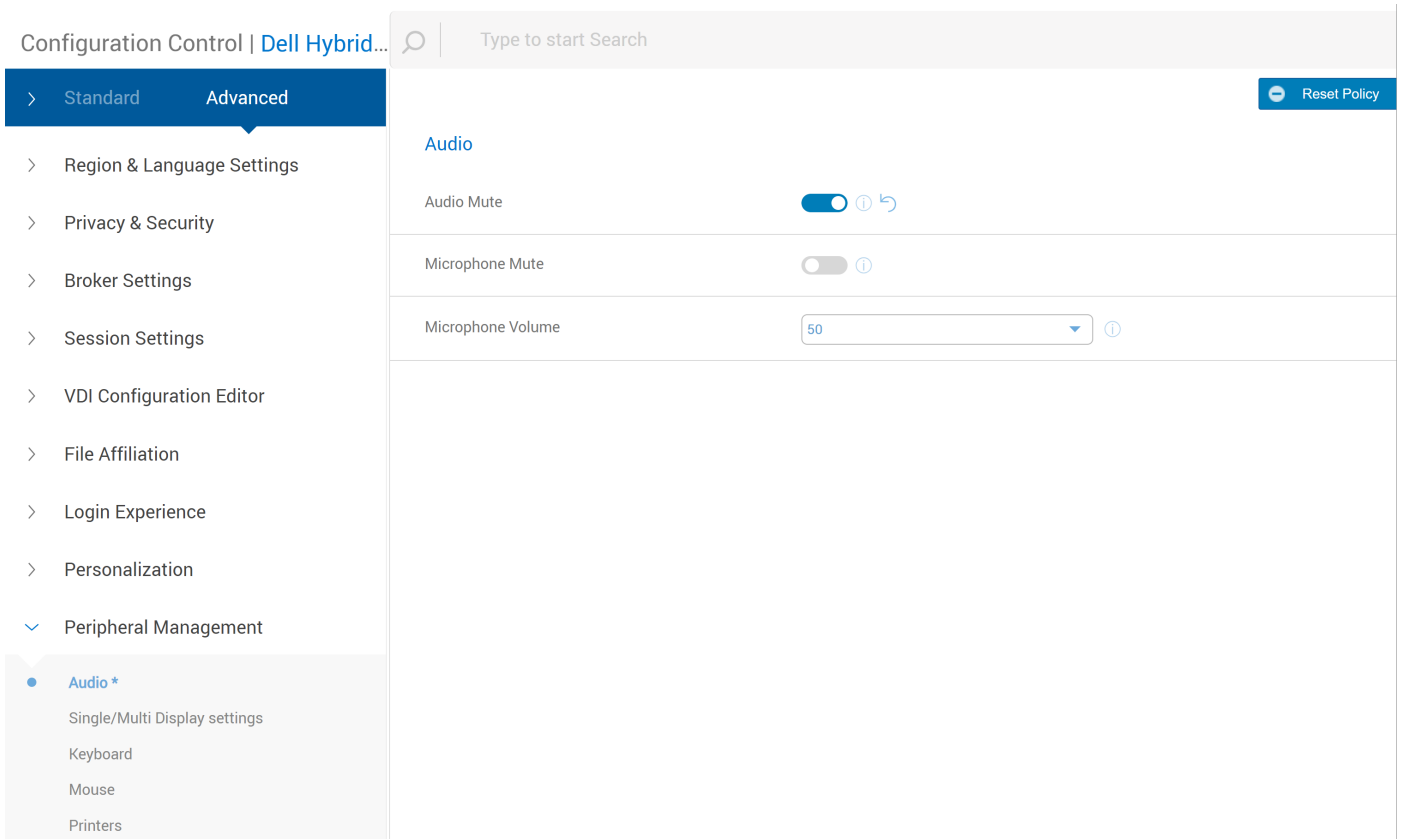 Configuration Control | Dell Hybrid...
Type to start Search
Standard Advanced
Reset Policy
Region & Language Settings
Privacy & Security
Broker Settings
Session Settings
VDI Configuration Editor
File Affiliation
Login Experience
Personalization
Peripheral Management
Audio *
Single/Multi Display settings
Keyboard
Mouse
Printers
Audio
Audio Mute
Microphone Mute
Microphone Volume
50